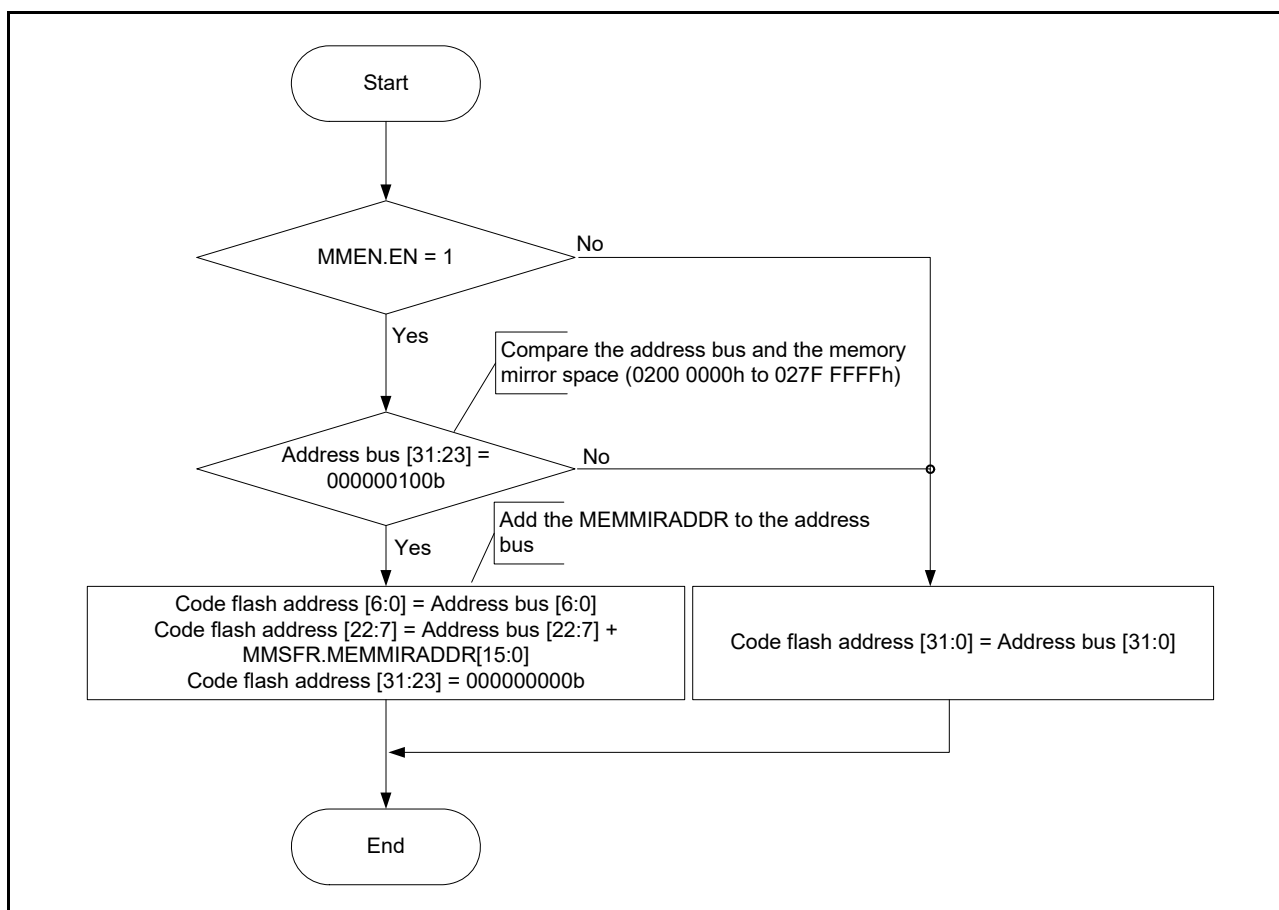 Start
MMEN.EN = 1
No
Yes
Compare the address bus and the memory
mirror space (0200 0000h to 027F FFFFh)
Address bus [31:23] =
000000100b
No
Yes
Add the MEMMIRADDR to the address
bus
Code flash address [6:0] = Address bus [6:0]
Code flash address [22:7] = Address bus [22:7] +
MMSFR.MEMMIRADDR[15:0]
Code flash address [31:23] = 000000000b
Code flash address [31:0] = Address bus [31:0]
End